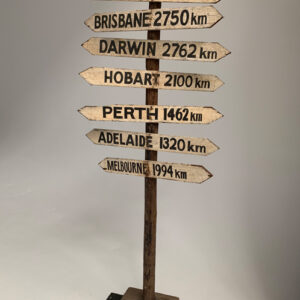 BRISBANE 2750 km
DARWIN 2762 km
HOBART 2100 km
PERTH 1462 km
ADELAIDE 1320 km
MELBOURNE 1994 km